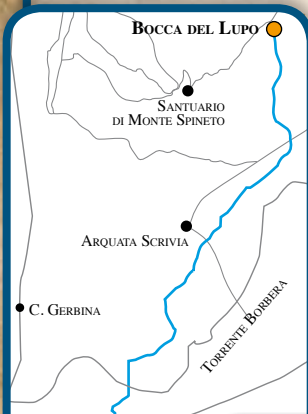 BOCCA DEL LUPO
SANTUARIO
DI MONTE SPINETO
ARQUATA SCRIVIA
C. GERBINA
TORRENTE BORBERA